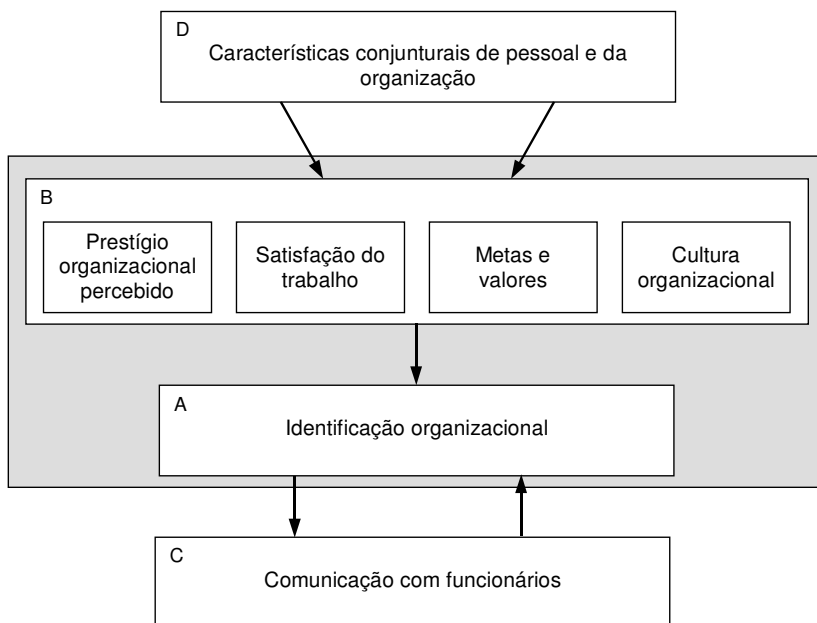 D
Características conjunturais de pessoal e da
organização
B
Prestígio
organizacional
percebido
Satisfação do
trabalho
Metas e
valores
Cultura
organizacional
A
Identificação organizacional
C
Comunicação com funcionários